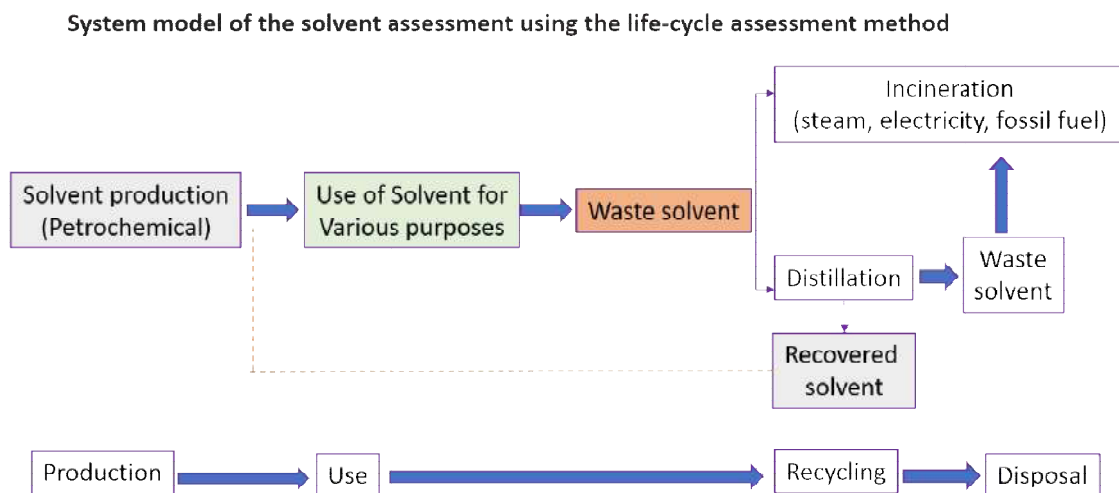 System model of the solvent assessment using the life-cycle assessment method
Incineration
(steam, electricity, fossil fuel)
Solvent production
(Petrochemical)
Use of Solvent for
Various purposes
Waste solvent
Distillation
Waste
solvent
Recovered
solvent
Production
Use
Recycling
Disposal